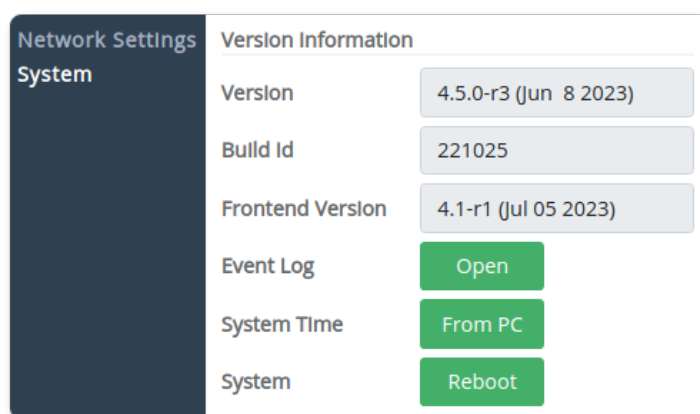 Network Settings
System
Version Information
Version 4.5.0-r3 (Jun  8 2023)
Build Id 221025
Frontend Version 4.1-r1 (Jul 05 2023)
Event Log Open
System Time From PC
System Reboot